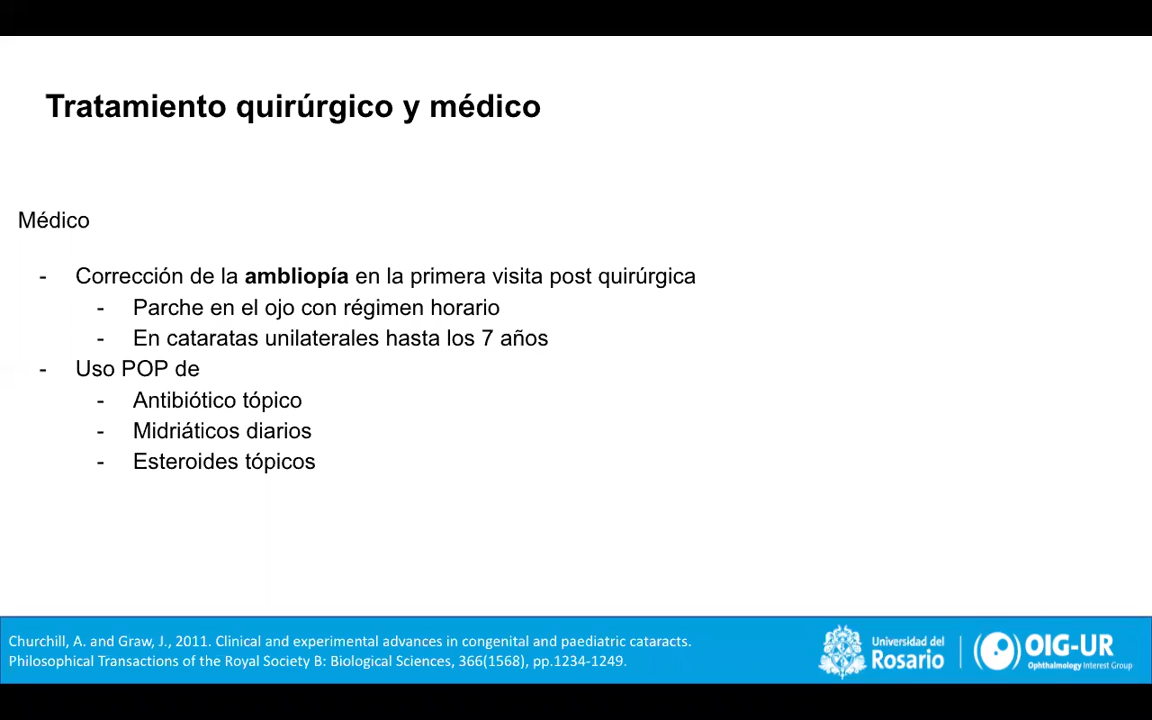 Tratamiento quirúrgico y médico
Médico
- Corrección de la ambliopía en la primera visita post quirúrgica
- Parche en el ojo con régimen horario
- En cataratas unilaterales hasta los 7 años
- Uso POP de
- Antibiótico tópico
- Midriáticos diarios
- Esteroides tópicos
Churchill, A. and Graw, J., 2011. Clinical and experimental advances in congenital and paediatric cataracts.
Philosophical Transactions of the Royal Society B: Biological Sciences, 366(1568), pp.1234-1249.
Universidad del
Rosario
OIG-UR
Ophthalmology Interest Group